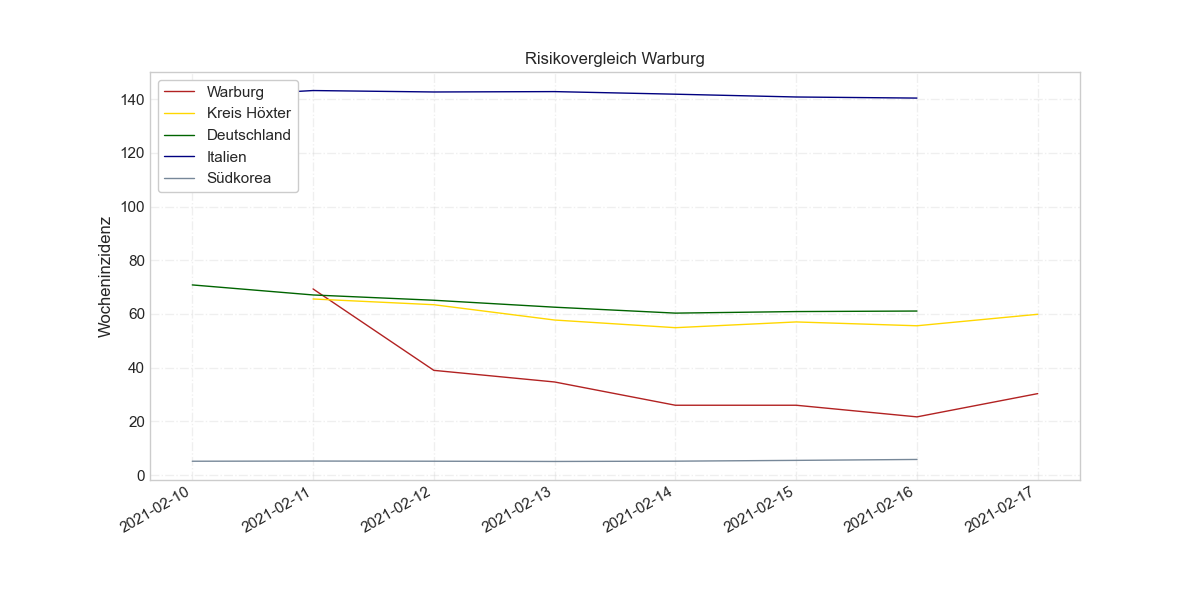 Risikovergleich Warburg
Warburg
Kreis Höxter
Deutschland
Italien
Südkorea
Wocheninzidenz
140
120
100
80
60
40
20
0
2021-02-10
2021-02-11
2021-02-12
2021-02-13
2021-02-14
2021-02-15
2021-02-16
2021-02-17